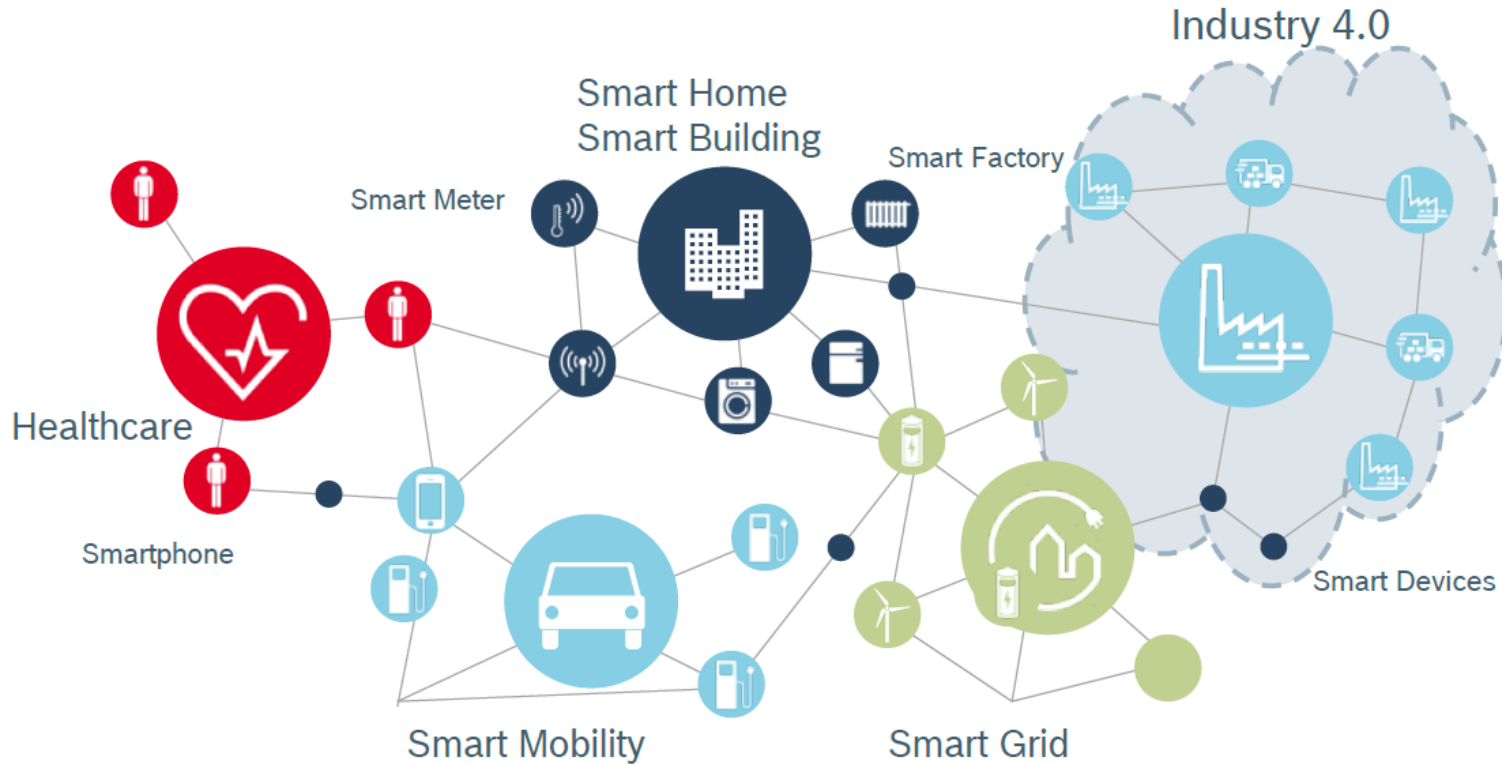 Industry 4.0
Smart Home
Smart Building
Smart Factory
Smart Meter
Healthcare
Smartphone
Smart Devices
Smart Mobility
Smart Grid